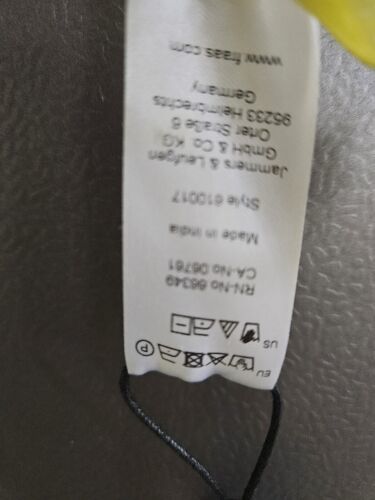 EU P
US
RN-No 66349
CA-No 06761
Made in India
Style 610017
Jammers & Leufgen
GmbH & Co. KG
Orter Straße 6
95233 Helmbrechts
Germany
www.fraas.com